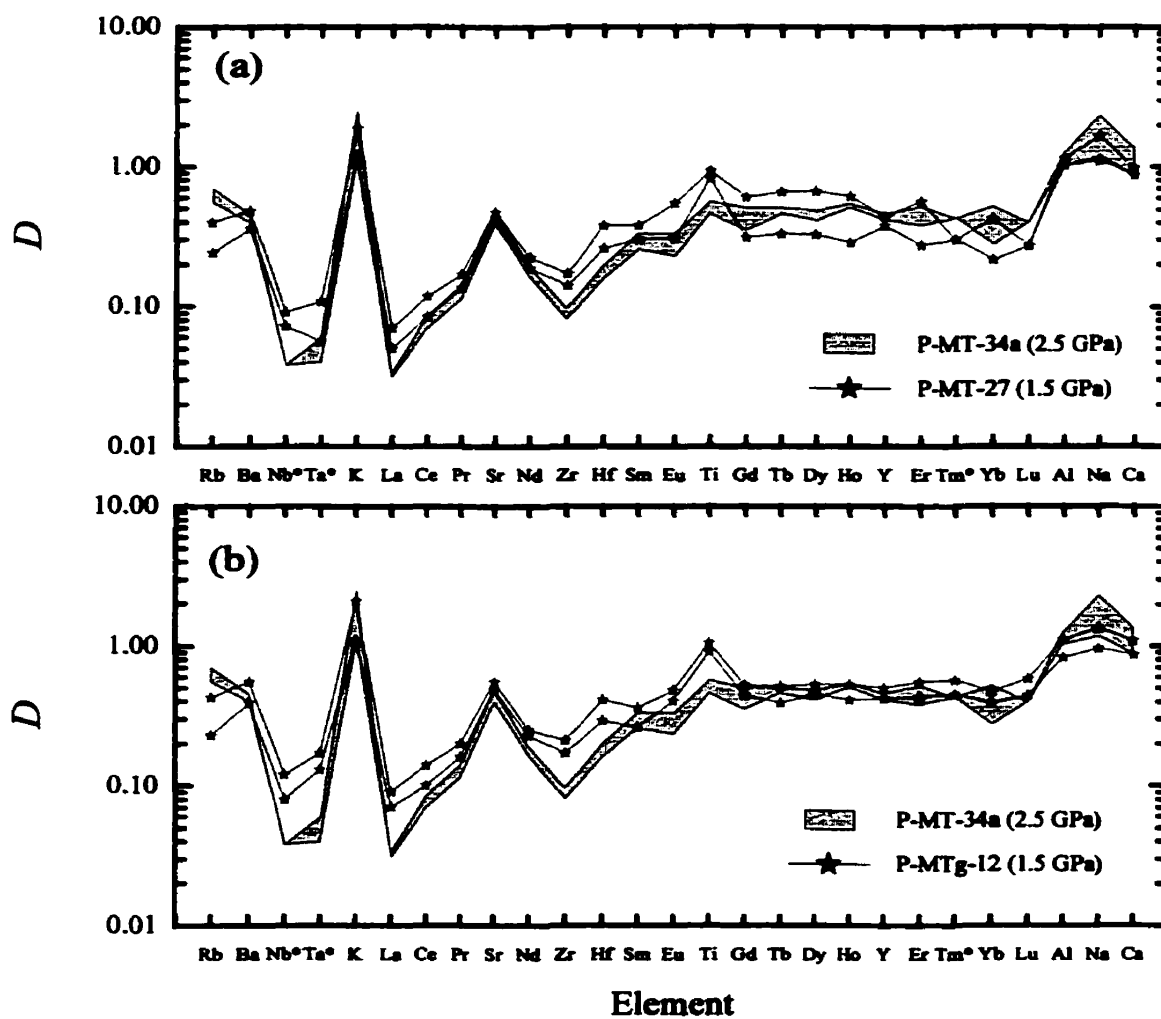 10.00
(a)
1.00
D
0.10
P-MT-34a (2.5 GPa)
P-MT-27 (1.5 GPa)
0.01
Rb Ba Nb* Ta* K La Ce Pr Sr Nd Zr Hf Sm Eu Ti Gd Tb Dy Ho Y Er Tm* Yb Lu Al Na Ca
10.00
(b)
1.00
D
0.10
P-MT-34a (2.5 GPa)
P-MTg-12 (1.5 GPa)
0.01
Rb Ba Nb* Ta* K La Ce Pr Sr Nd Zr Hf Sm Eu Ti Gd Tb Dy Ho Y Er Tm* Yb Lu Al Na Ca
Element